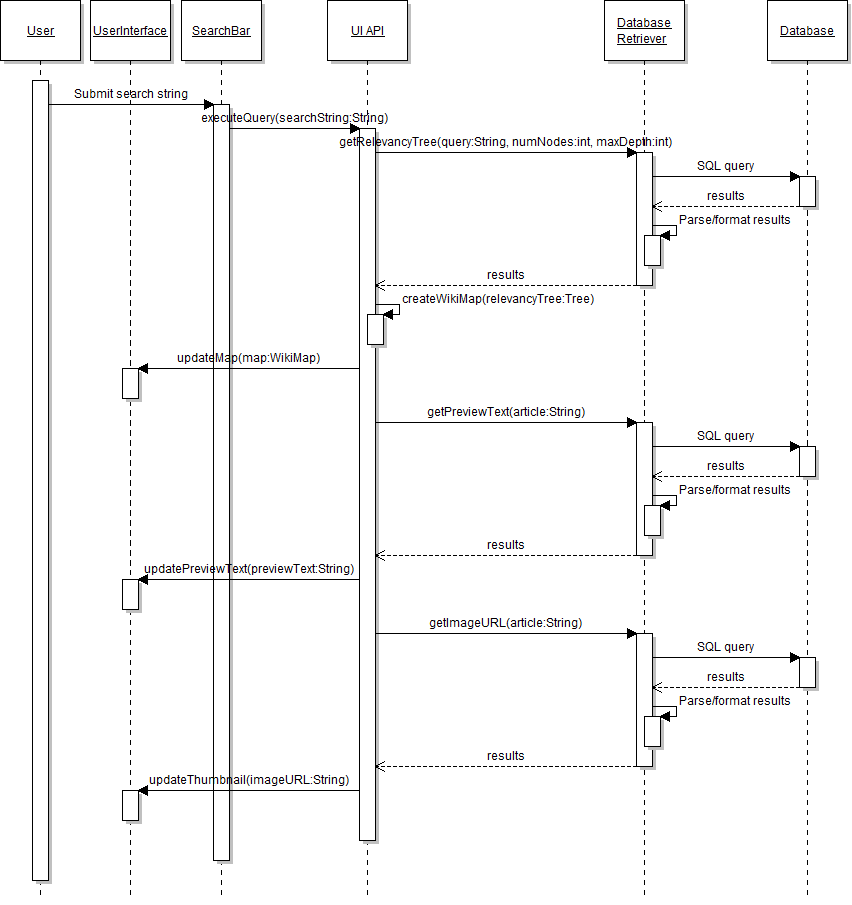 User
UserInterface
SearchBar
UI API
Database
Retriever
Database
Submit search string
executeQuery(searchString:String)
getRelevancyTree(query:String, numNodes:int, maxDepth:int)
SQL query
results
Parse/format results
results
createWikiMap(relevancyTree:Tree)
updateMap(map:WikiMap)
getPreviewText(article:String)
SQL query
results
Parse/format results
results
updatePreviewText(previewText:String)
getImageURL(article:String)
SQL query
results
Parse/format results
results
updateThumbnail(imageURL:String)